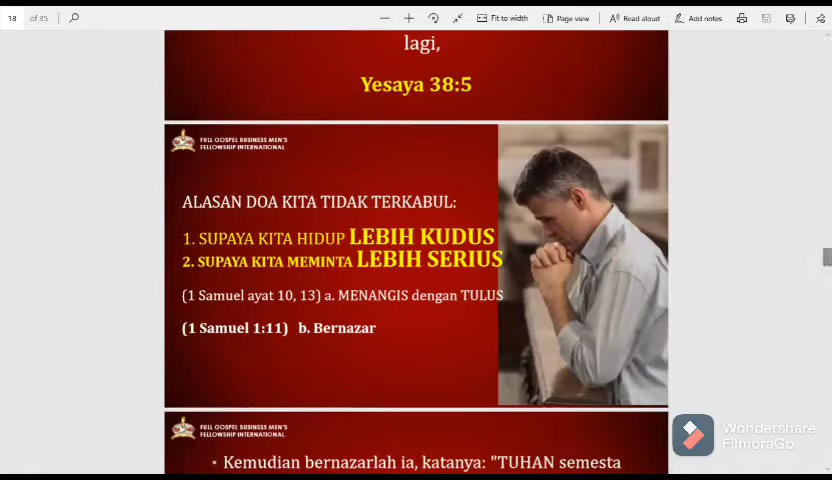 18 of 35 Fit to width Page view Read aloud Add notes
lagi,
Yesaya 38:5
FULL GOSPEL BUSINESS MEN'S
FELLOWSHIP INTERNATIONAL
ALASAN DOA KITA TIDAK TERKABUL:
1. SUPAYA KITA HIDUP LEBIH KUDUS
2. SUPAYA KITA MEMINTA LEBIH SERIUS
(1 Samuel ayat 10, 13) a. MENANGIS dengan TULUS
(1 Samuel 1:11) b. Bernazar
Wondershare
FilmoraGo
FULL GOSPEL BUSINESS MEN'S
FELLOWSHIP INTERNATIONAL
• Kemudian bernazarlah ia, katanya: "TUHAN semesta